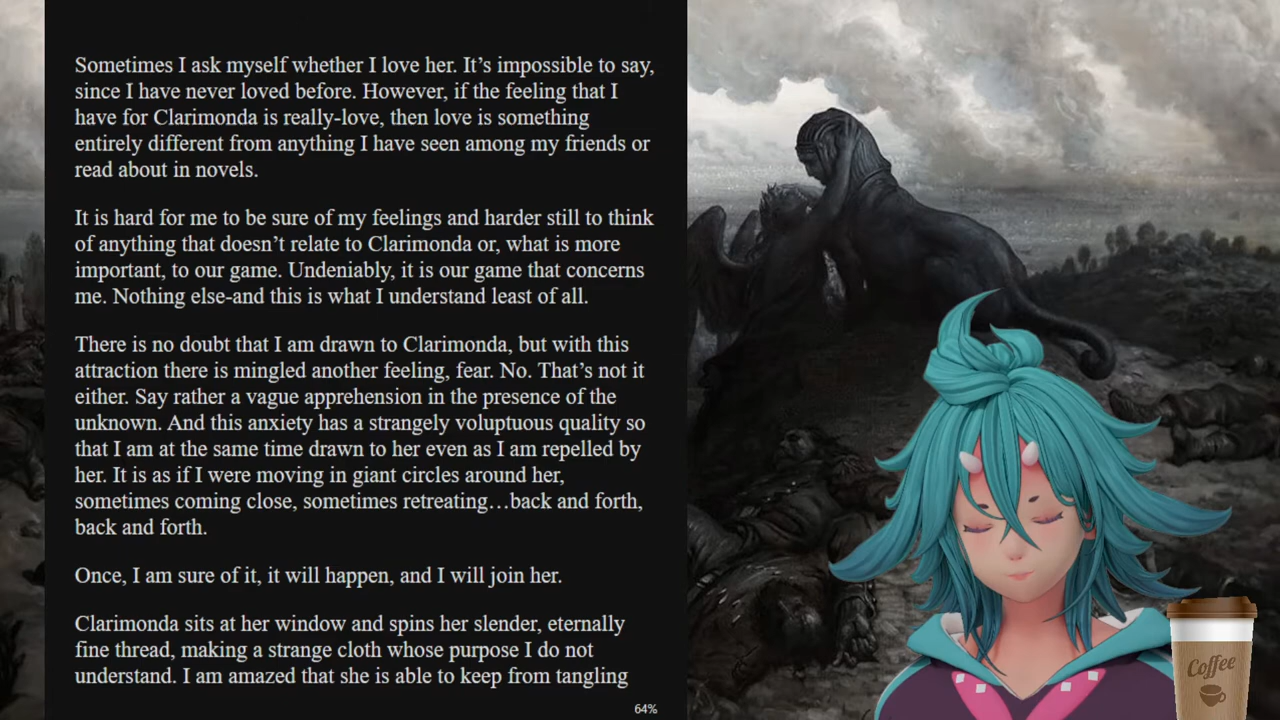 Sometimes I ask myself whether I love her. It’s impossible to say,
since I have never loved before. However, if the feeling that I
have for Clarimonda is really-love, then love is something
entirely different from anything I have seen among my friends or
read about in novels.
It is hard for me to be sure of my feelings and harder still to think
of anything that doesn’t relate to Clarimonda or, what is more
important, to our game. Undeniably, it is our game that concerns
me. Nothing else-and this is what I understand least of all.
There is no doubt that I am drawn to Clarimonda, but with this
attraction there is mingled another feeling, fear. No. That’s not it
either. Say rather a vague apprehension in the presence of the
unknown. And this anxiety has a strangely voluptuous quality so
that I am at the same time drawn to her even as I am repelled by
her. It is as if I were moving in giant circles around her,
sometimes coming close, sometimes retreating…back and forth,
back and forth.
Once, I am sure of it, it will happen, and I will join her.
Clarimonda sits at her window and spins her slender, eternally
fine thread, making a strange cloth whose purpose I do not
understand. I am amazed that she is able to keep from tangling
64%
Coffee